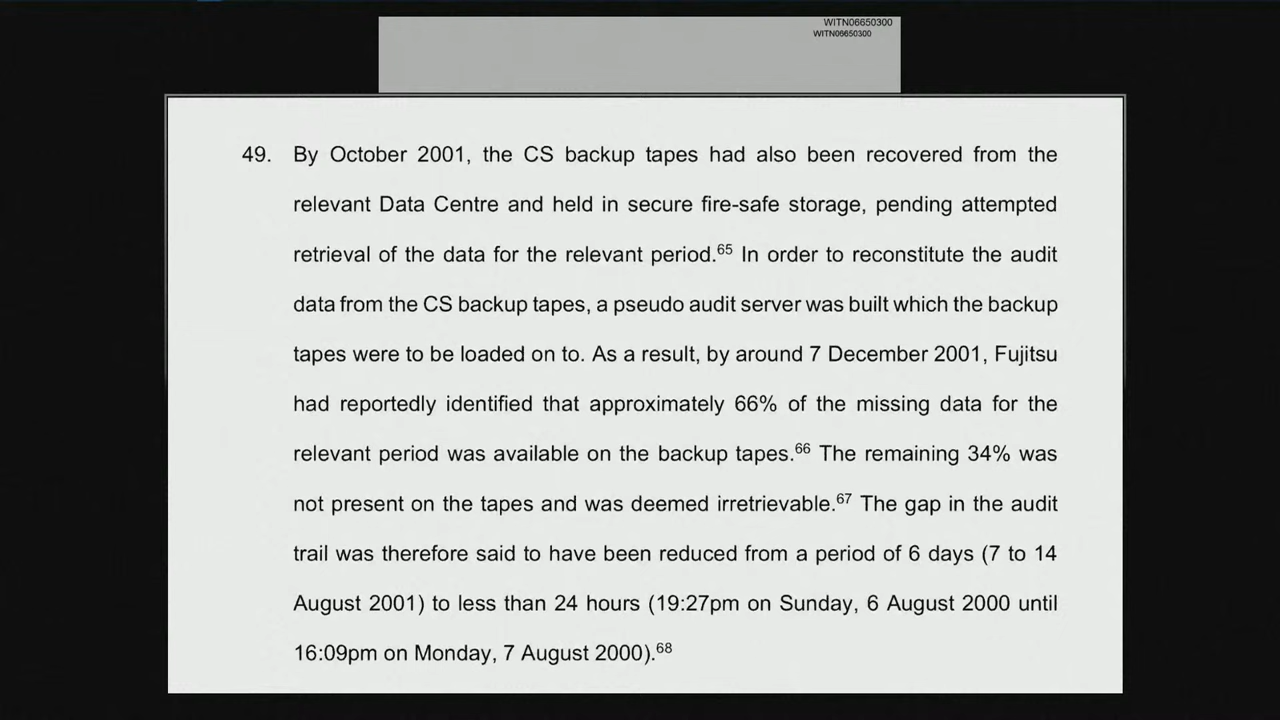 WITN06650300
WITN06650300
49. By October 2001, the CS backup tapes had also been recovered from the
relevant Data Centre and held in secure fire-safe storage, pending attempted
retrieval of the data for the relevant period.65 In order to reconstitute the audit
data from the CS backup tapes, a pseudo audit server was built which the backup
tapes were to be loaded on to. As a result, by around 7 December 2001, Fujitsu
had reportedly identified that approximately 66% of the missing data for the
relevant period was available on the backup tapes.66 The remaining 34% was
not present on the tapes and was deemed irretrievable.67 The gap in the audit
trail was therefore said to have been reduced from a period of 6 days (7 to 14
August 2001) to less than 24 hours (19:27pm on Sunday, 6 August 2000 until
16:09pm on Monday, 7 August 2000).68